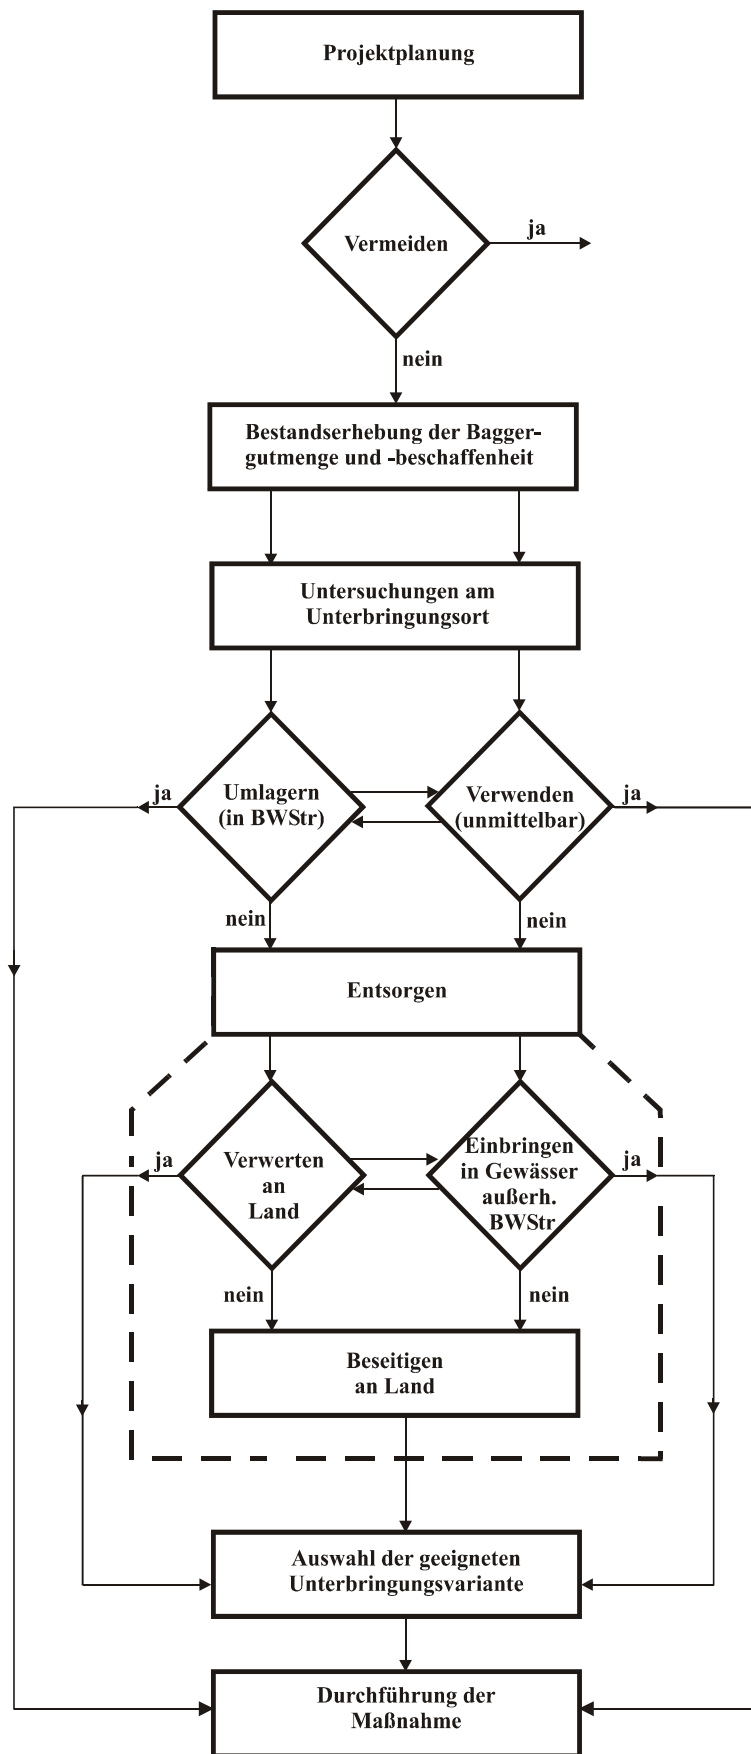 Projektplanung
Vermeiden
ja
nein
Bestandserhebung der Bagger-
gutmenge und -beschaffenheit
Untersuchungen am
Unterbringungsort
ja
Umlagern
(in BWStr)
Verwenden
(unmittelbar)
ja
nein
nein
Entsorgen
ja
Verwerten
an
Land
Einbringen
in Gewässer
außerh.
BWStr
ja
nein
nein
Beseitigen
an Land
Auswahl der geeigneten
Unterbringungsvariante
Durchführung der
Maßnahme